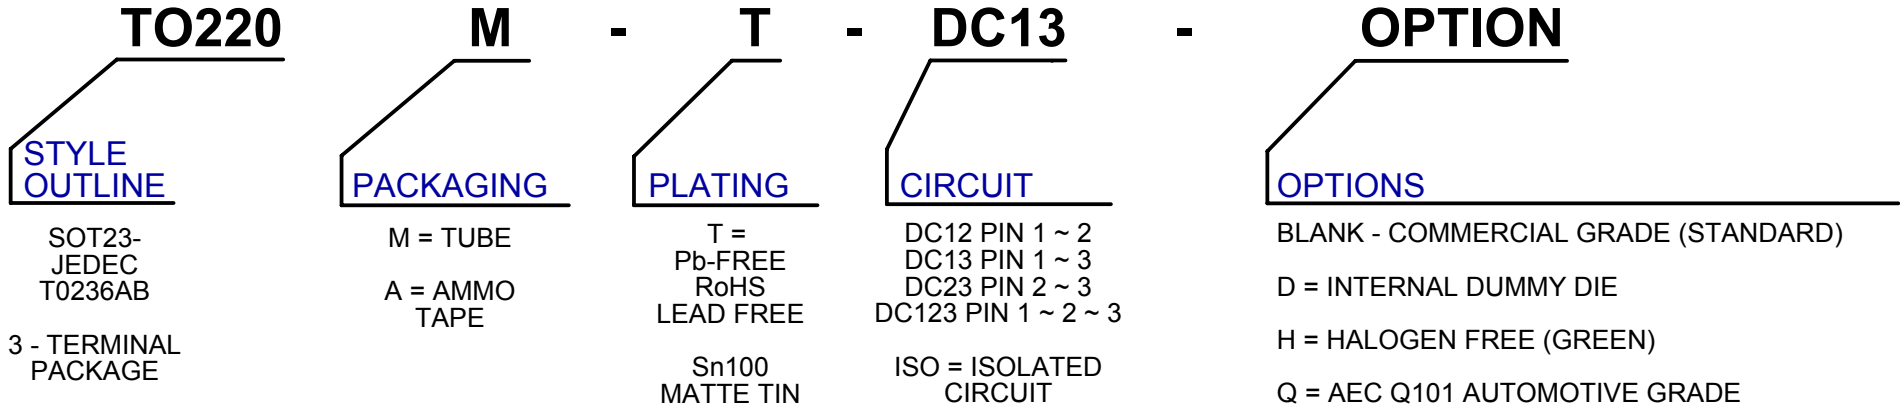 TO220 M - T - DC13 - OPTION
STYLE
OUTLINE
SOT23-
JEDEC
T0236AB
3 - TERMINAL
PACKAGE
PACKAGING
M = TUBE
A = AMMO
TAPE
PLATING
T =
Pb-FREE
RoHS
LEAD FREE
Sn100
MATTE TIN
CIRCUIT
DC12 PIN 1 ~ 2
DC13 PIN 1 ~ 3
DC23 PIN 2 ~ 3
DC123 PIN 1 ~ 2 ~ 3
ISO = ISOLATED
CIRCUIT
OPTIONS
BLANK - COMMERCIAL GRADE (STANDARD)
D = INTERNAL DUMMY DIE
H = HALOGEN FREE (GREEN)
Q = AEC Q101 AUTOMOTIVE GRADE